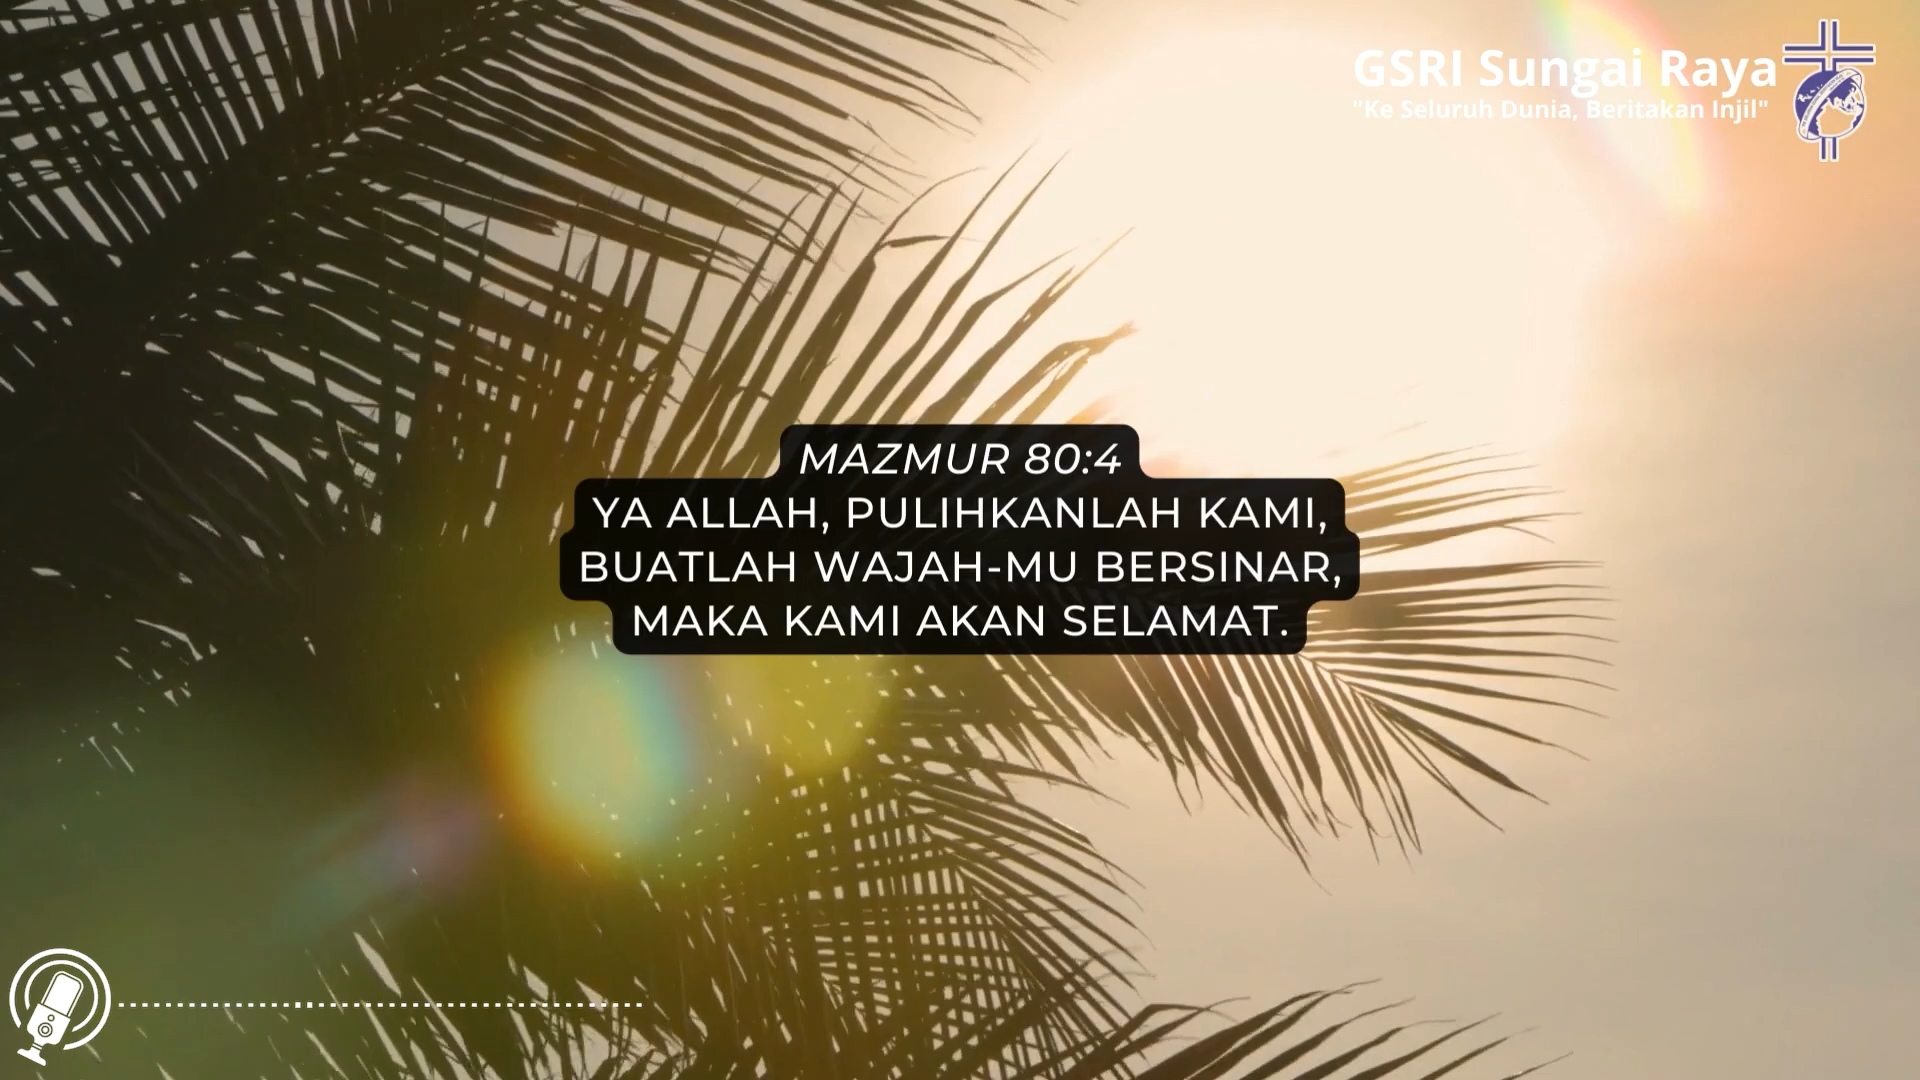 GSRI Sungai Raya
"Ke Seluruh Dunia, Beritakan Injil"
MAZMUR 80:4
YA ALLAH, PULIHKANLAH KAMI,
BUATLAH WAJAH-MU BERSINAR,
MAKA KAMI AKAN SELAMAT.